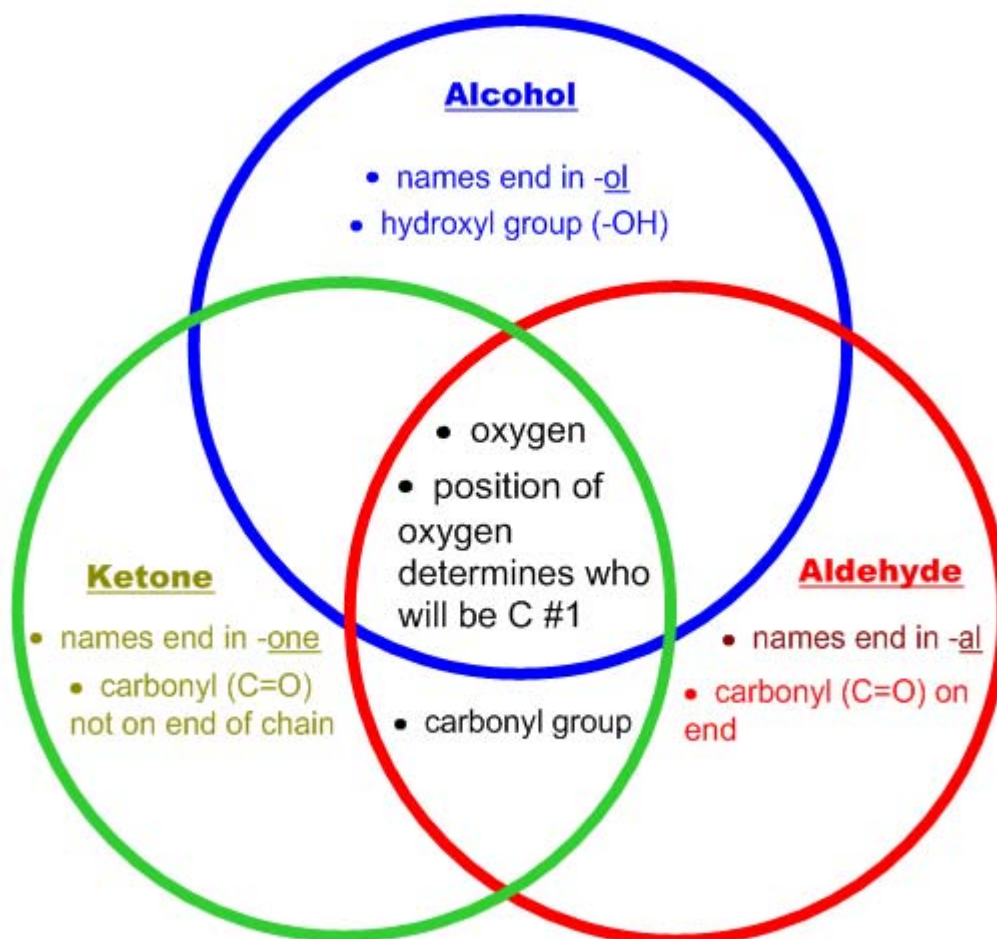 Alcohol
• names end in -ol
• hydroxyl group (-OH)
• oxygen
• position of
oxygen
determines who
will be C #1
Ketone
• names end in -one
• carbonyl (C=O)
not on end of chain
Aldehyde
• names end in -al
• carbonyl (C=O) on
end
• carbonyl group